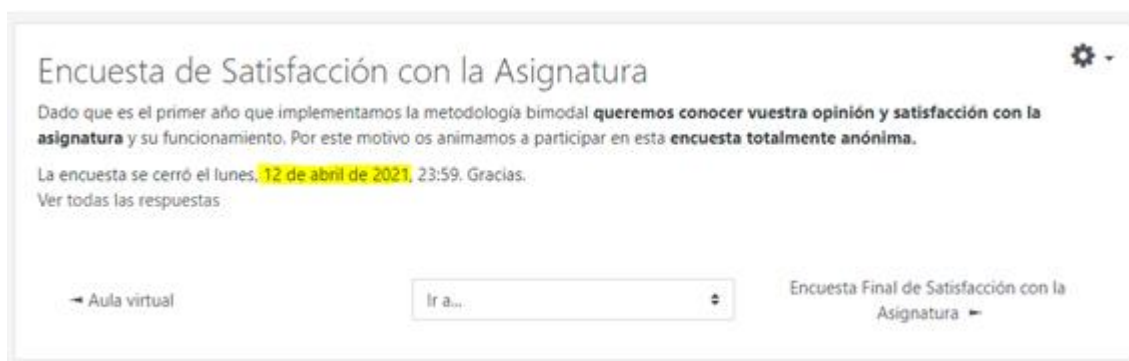 Encuesta de Satisfacción con la Asignatura
Dado que es el primer año que implementamos la metodología bimodal queremos conocer vuestra opinión y satisfacción con la
asignatura y su funcionamiento. Por este motivo os animamos a participar en esta encuesta totalmente anónima.
La encuesta se cerró el lunes, 12 de abril de 2021, 23:59. Gracias.
Ver todas las respuestas
◄ Aula virtual
Ir a...
Encuesta Final de Satisfacción con la
Asignatura ►